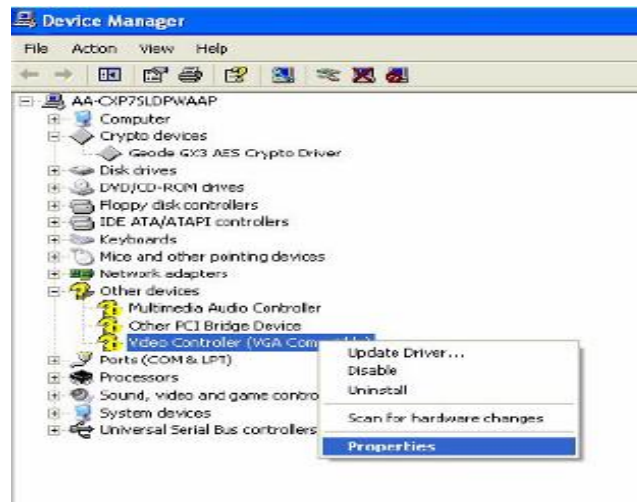 Device Manager
File Action View Help
AA-CXP7SLDPWAAP
Computer
Crypto devices
Geode GX3 AES Crypto Driver
Disk drives
DVD/CD-ROM drives
Floppy disk controllers
IDE ATA/ATAPI controllers
Keyboards
Mice and other pointing devices
Network adapters
Other devices
Multimedia Audio Controller
Other PCI Bridge Device
Video Controller (VGA Com
Ports (COM & LPT)
Processors
Sound, video and game contro
System devices
Universal Serial Bus controllers
Update Driver...
Disable
Uninstall
Scan for hardware changes
Properties